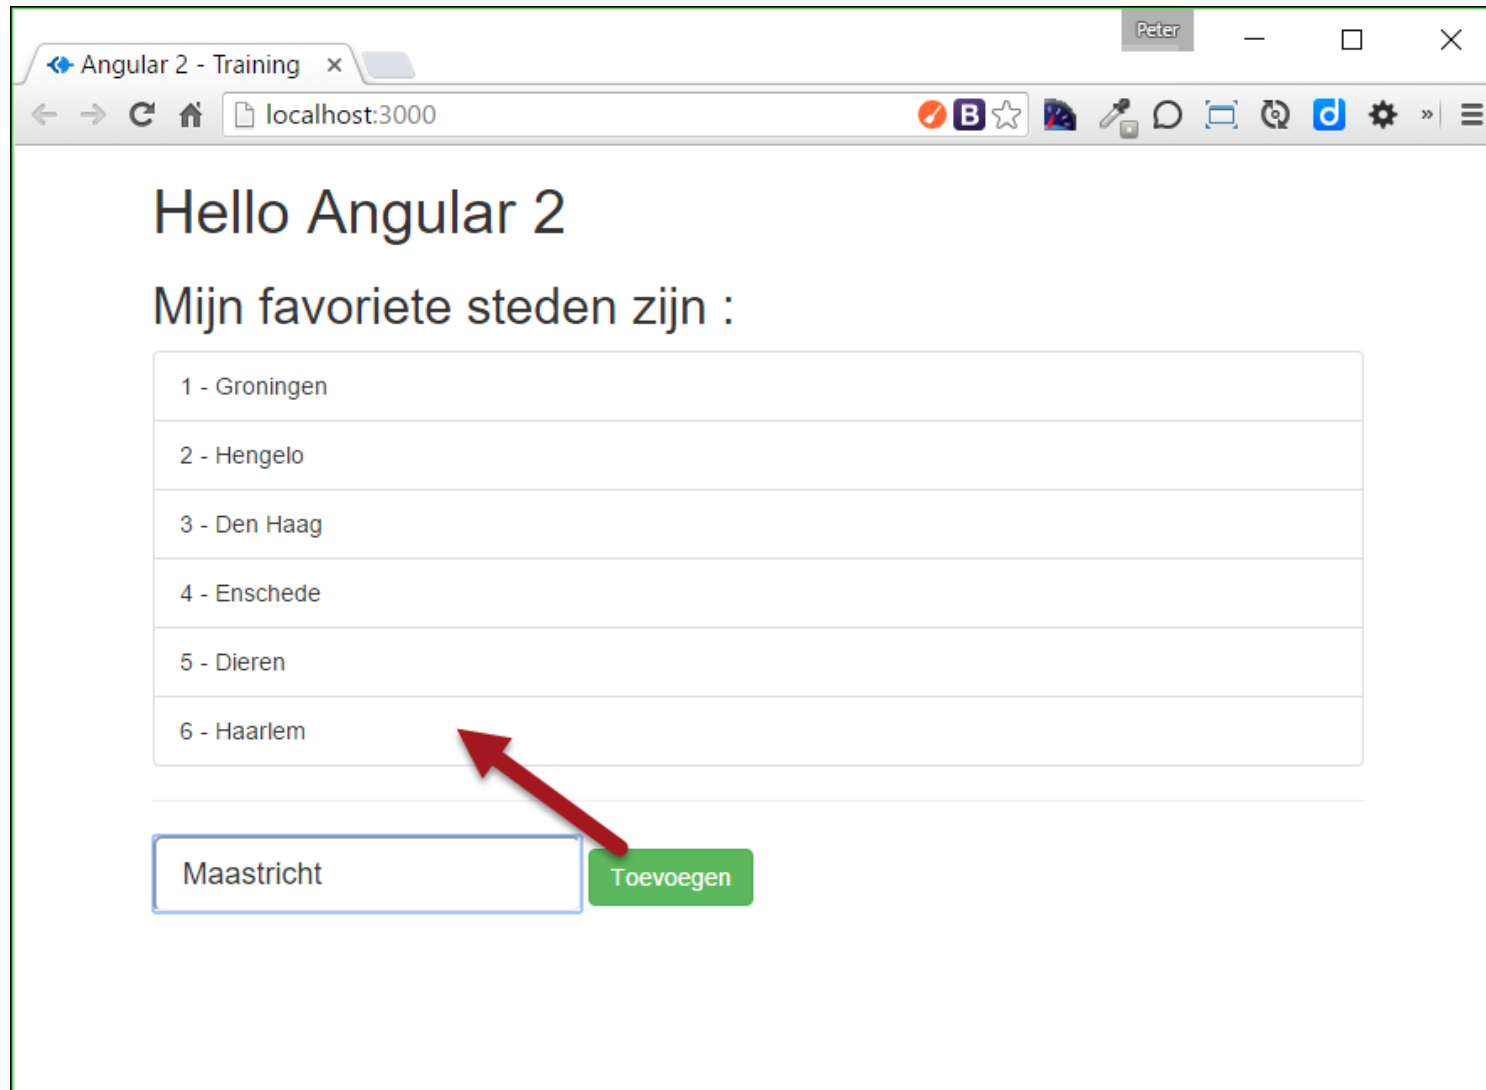 Peter
Angular 2 - Training
localhost:3000
Hello Angular 2
Mijn favoriete steden zijn :
1 - Groningen
2 - Hengelo
3 - Den Haag
4 - Enschede
5 - Dieren
6 - Haarlem
Maastricht
Toevoegen